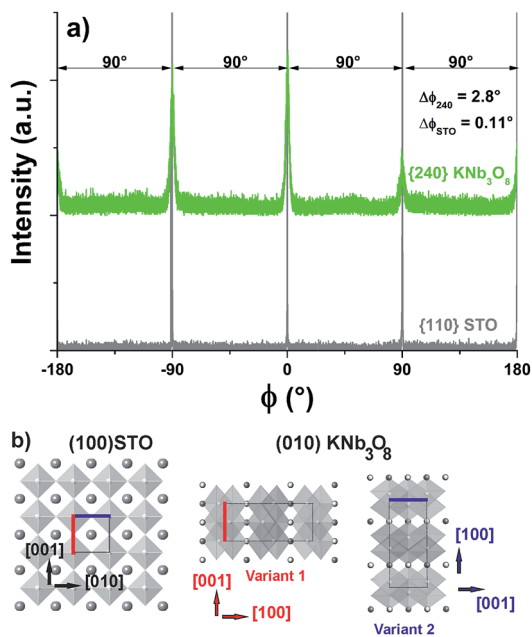 a)
Intensity (a.u.)
90° 90° 90° 90°
Δϕ240 = 2.8°
ΔϕSTO = 0.11°
{240} KNb3O8
{110} STO
-180 -90 0 90 180
ϕ (°)
b)
(100)STO
(010) KNb3O8
[001]
[010]
[001]
Variant 1
[100]
[100]
[001]
Variant 2